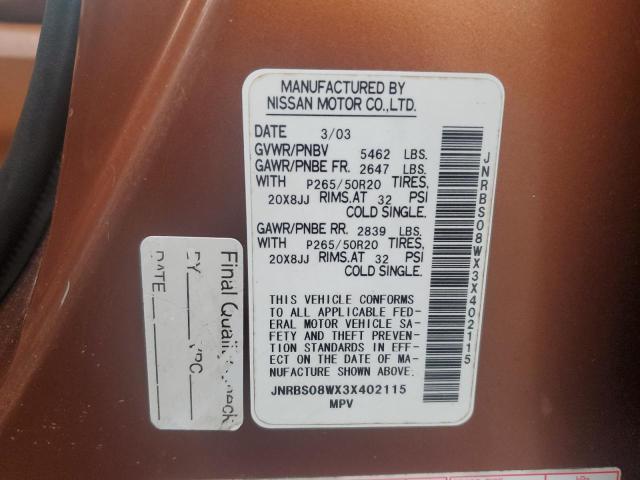 MANUFACTURED BY
NISSAN MOTOR CO.,LTD.
DATE 3/03
GVWR/PNBV 5462 LBS.
GAWR/PNBE FR. 2647 LBS.
WITH P265/50R20 TIRES,
20X8JJ RIMS.AT 32 PSI
COLD SINGLE.
GAWR/PNBE RR. 2839 LBS.
WITH P265/50R20 TIRES,
20X8JJ RIMS.AT 32 PSI
COLD SINGLE.
THIS VEHICLE CONFORMS
TO ALL APPLICABLE FED-
ERAL MOTOR VEHICLE SA-
FETY AND THEFT PREVEN-
TION STANDARDS IN EFF-
ECT ON THE DATE OF MA-
NUFACTURE SHOWN ABOVE.
JNRBS08WX3X402115
MPV
JNRBS08WX3X402115
Final
BY
DATE